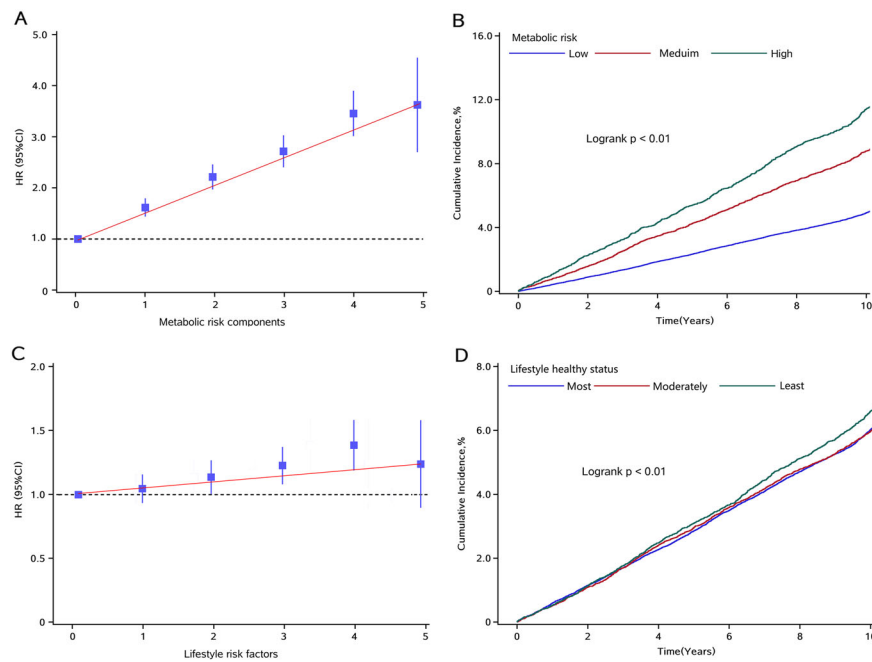 A
5.0
4.0
3.0
2.0
1.0
0
HR (95%CI)
0 1 2 3 4 5
Metabolic risk components
B
Metabolic risk
Low Meduim High
16.0
12.0
8.0
4.0
0
Cumulative Incidence,%
Logrank p < 0.01
0 2 4 6 8 10
Time(Years)
C
2.0
1.5
1.0
0.5
0
HR (95%CI)
0 1 2 3 4 5
Lifestyle risk factors
D
Lifestyle healthy status
Most Moderately Least
8.0
6.0
4.0
2.0
0.0
Cumulative Incidence,%
Logrank p < 0.01
0 2 4 6 8 10
Time(Years)